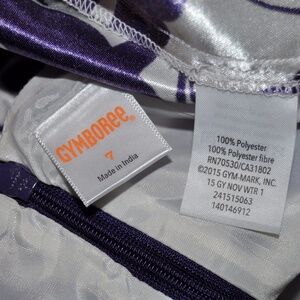 GYMBOREE®
7
Made in India
100% Polyester
100% Polyester fibre
RN70530/CA31802
©2015 GYM-MARK, INC.
15 GY NOV WTR 1
241515063
140146912